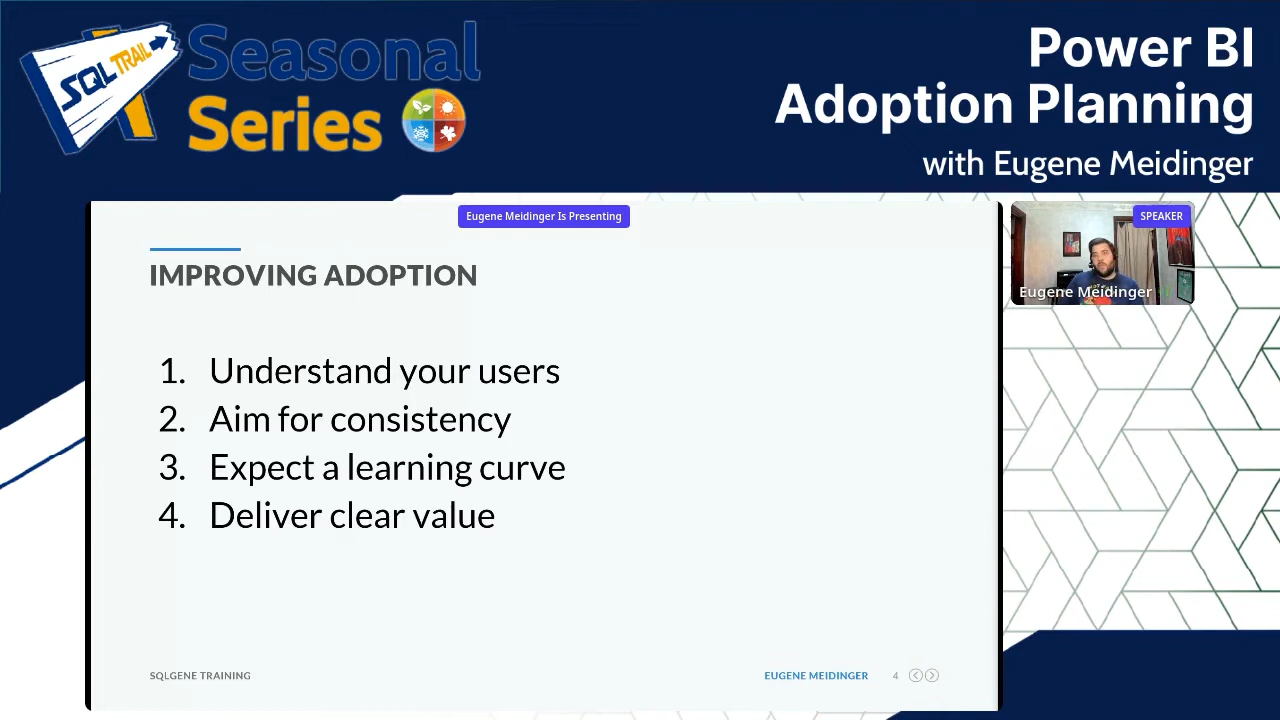 SQL TRAIL
Seasonal
Series
Power BI
Adoption Planning
with Eugene Meidinger
Eugene Meidinger Is Presenting
SPEAKER
Eugene Meidinger
IMPROVING ADOPTION
1. Understand your users
2. Aim for consistency
3. Expect a learning curve
4. Deliver clear value
SQLGENE TRAINING
EUGENE MEIDINGER
4